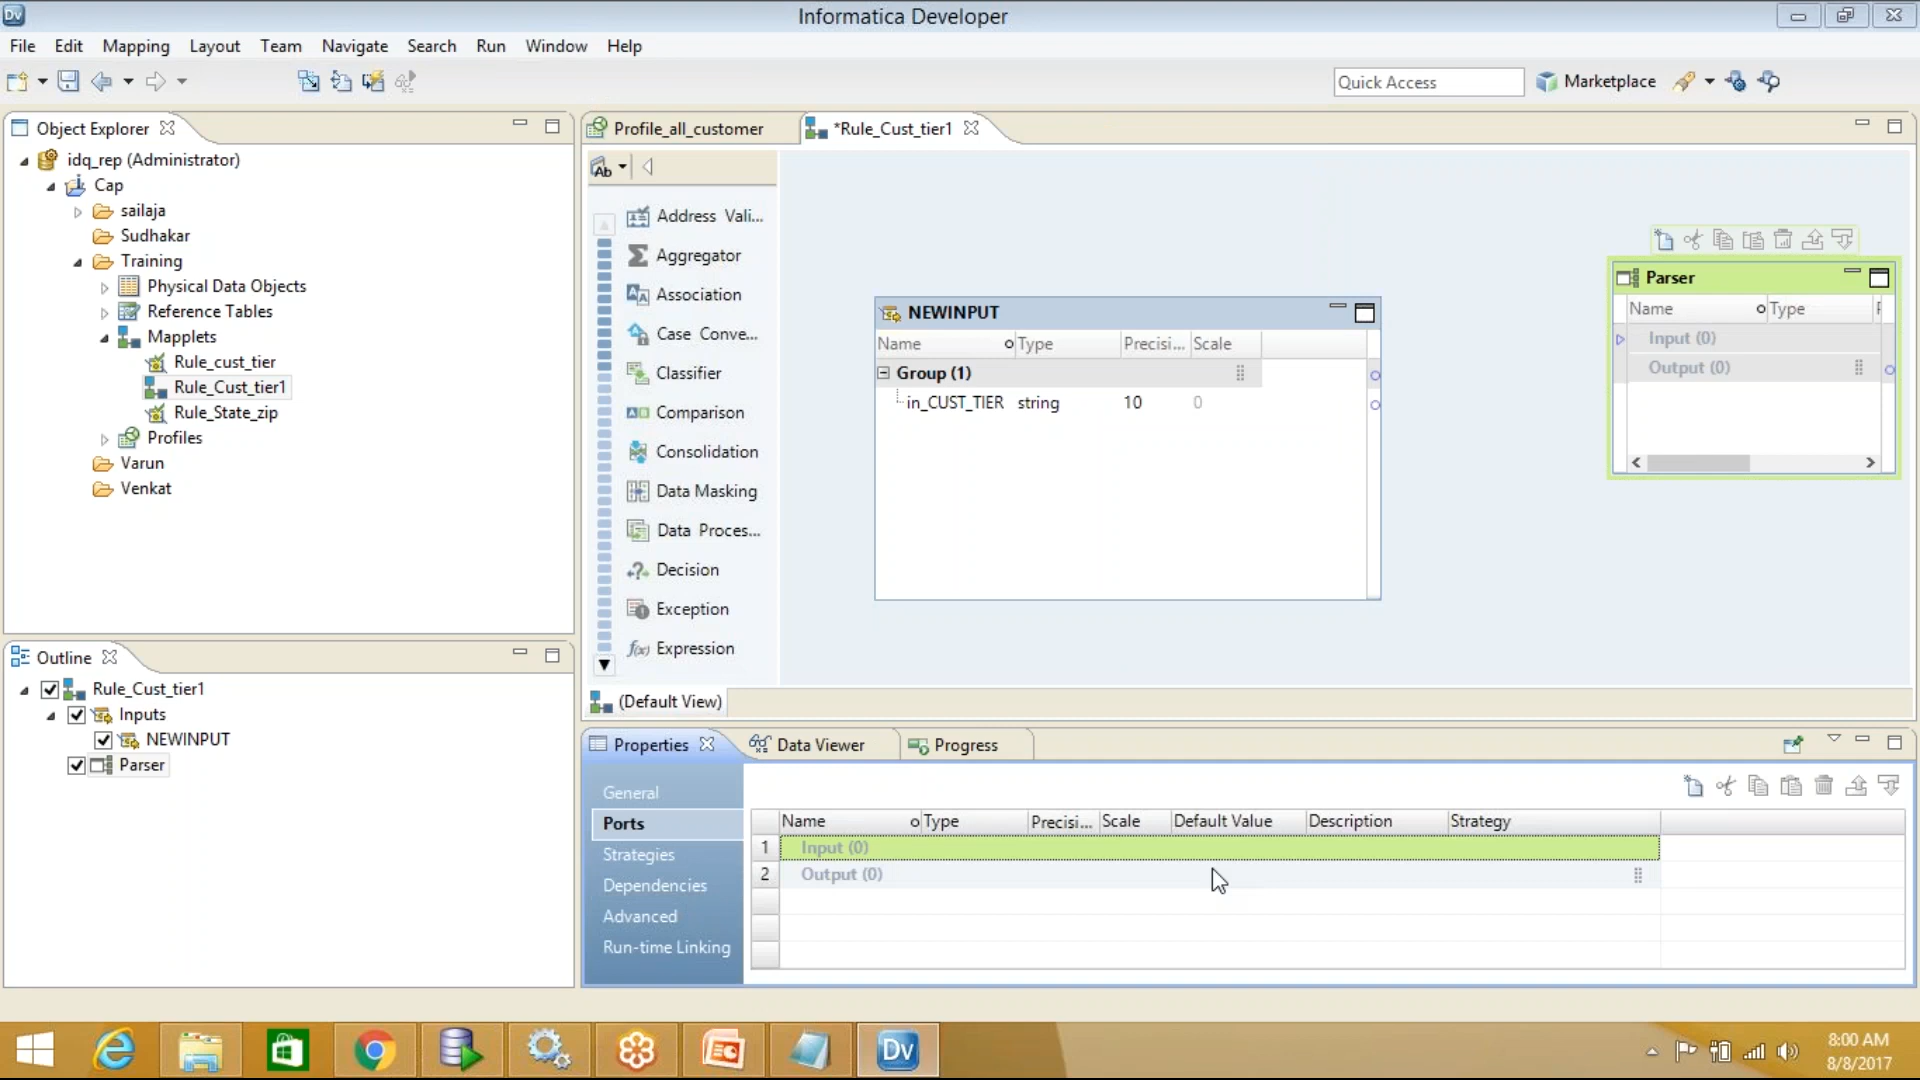 Dv
Informatica Developer
File Edit Mapping Layout Team Navigate Search Run Window Help
Quick Access
Marketplace
Object Explorer
idq_rep (Administrator)
Cap
sailaja
Sudhakar
Training
Physical Data Objects
Reference Tables
Mapplets
Rule_cust_tier
Rule_Cust_tier1
Rule_State_zip
Profiles
Varun
Venkat
Outline
Rule_Cust_tier1
Inputs
NEWINPUT
Parser
Profile_all_customer
*Rule_Cust_tier1
Ab
Address Vali...
Aggregator
Association
Case Conve...
Classifier
Comparison
Consolidation
Data Masking
Data Proces...
Decision
Exception
Expression
NEWINPUT
Name Type Precisi... Scale
Group (1)
in_CUST_TIER string 10 0
Parser
Name Type
Input (0)
Output (0)
(Default View)
Properties
Data Viewer
Progress
General
Ports
Strategies
Dependencies
Advanced
Run-time Linking
Name Type Precisi... Scale Default Value Description Strategy
1 Input (0)
2 Output (0)
Dv
8:00 AM
8/8/2017